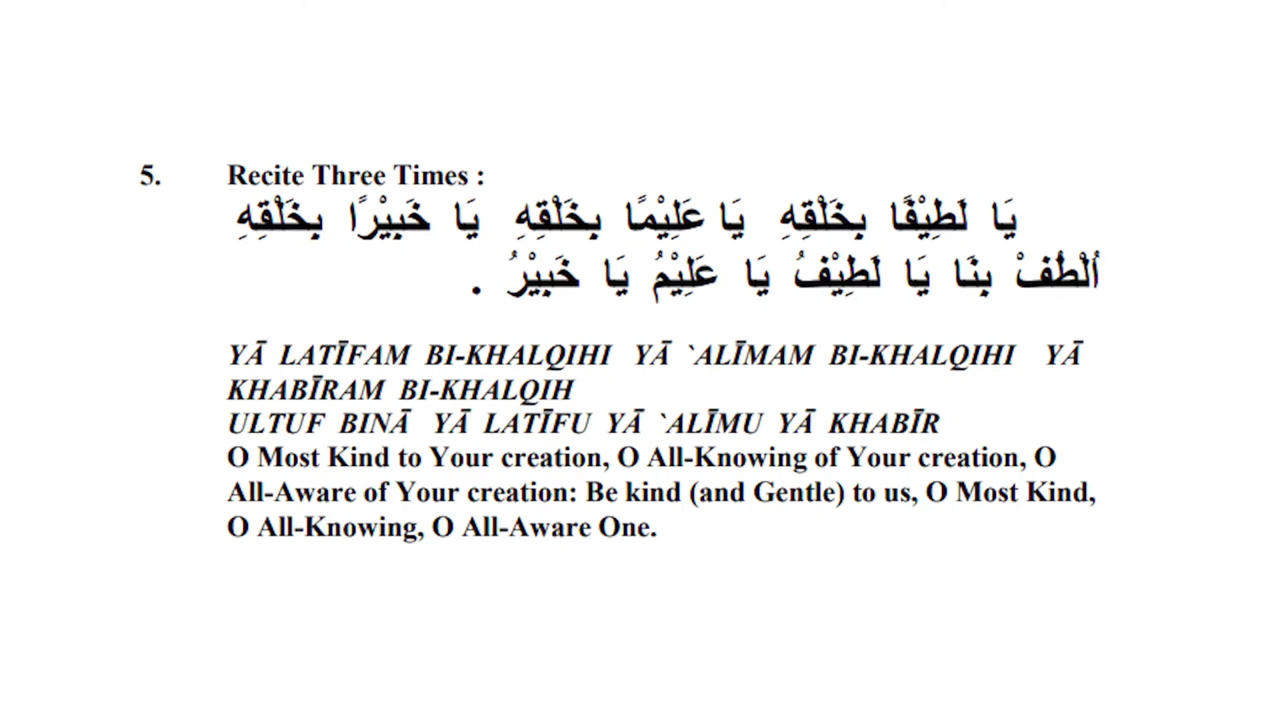 5. Recite Three Times :
يَا لَطِيْفًا بِخَلْقِهِ يَا عَلِيْمًا بِخَلْقِهِ يَا خَبِيْرًا بِخَلْقِهِ
اُلْطُفْ بِنَا يَا لَطِيْفُ يَا عَلِيْمُ يَا خَبِيْرُ .
YĀ LATĪFAM BI-KHALQIHI YĀ `ALĪMAM BI-KHALQIHI YĀ
KHABĪRAM BI-KHALQIH
ULTUF BINĀ YĀ LATĪFU YĀ `ALĪMU YĀ KHABĪR
O Most Kind to Your creation, O All-Knowing of Your creation, O
All-Aware of Your creation: Be kind (and Gentle) to us, O Most Kind,
O All-Knowing, O All-Aware One.